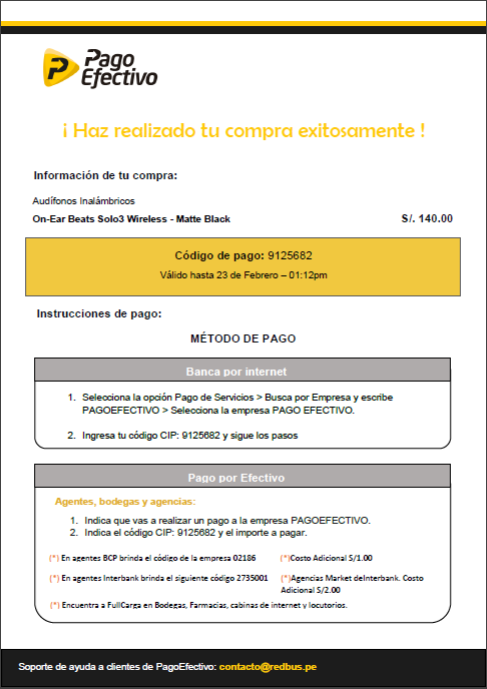 Pago
Efectivo
¡ Haz realizado tu compra exitosamente !
Información de tu compra:
Audífonos Inalámbricos
On-Ear Beats Solo3 Wireless - Matte Black S/. 140.00
Código de pago: 9125682
Válido hasta 23 de Febrero – 01:12pm
Instrucciones de pago:
MÉTODO DE PAGO
Banca por internet
1. Selecciona la opción Pago de Servicios > Busca por Empresa y escribe
PAGOEFECTIVO > Selecciona la empresa PAGO EFECTIVO.
2. Ingresa tu código CIP: 9125682 y sigue los pasos
Pago por Efectivo
Agentes, bodegas y agencias:
1. Indica que vas a realizar un pago a la empresa PAGOEFECTIVO.
2. Indica el código CIP: 9125682 y el importe a pagar.
(*) En agentes BCP brinda el código de la empresa 02186 (*)Costo Adicional S/1.00
(*) En agentes Interbank brinda el siguiente código 2735001 (*)Agencias Market deInterbank. Costo
Adicional S/2.00
(*) Encuentra a FullCarga en Bodegas, Farmacias, cabinas de internet y locutorios.
Soporte de ayuda a clientes de PagoEfectivo: contacto@redbus.pe